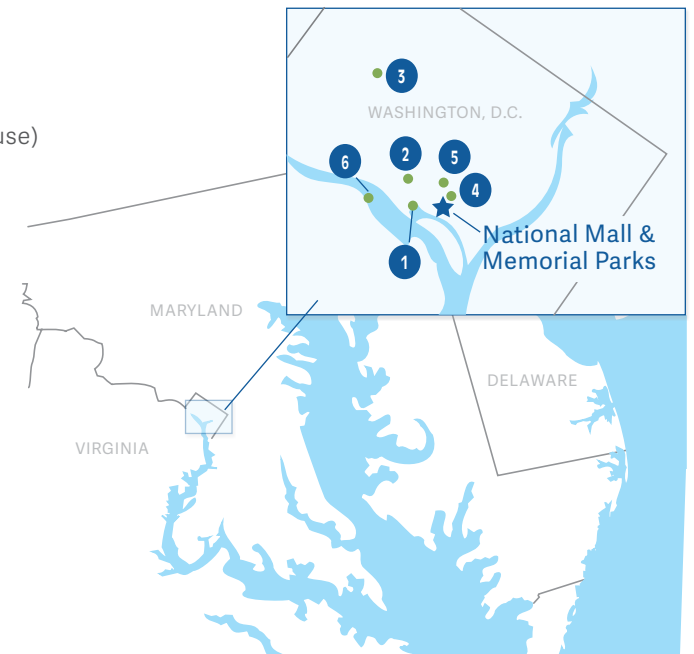 3
WASHINGTON, D.C.
use)
2
5
6
4
National Mall &
Memorial Parks
1
MARYLAND
DELAWARE
VIRGINIA